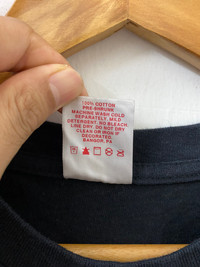 100% COTTON
PRE-SHRUNK
MACHINE WASH COLD
SEPARATELY, MILD
DETERGENT, NO BLEACH,
LINE DRY, DO NOT DRY
CLEAN OR IRON IF
DECORATED.
BANGOR, PA